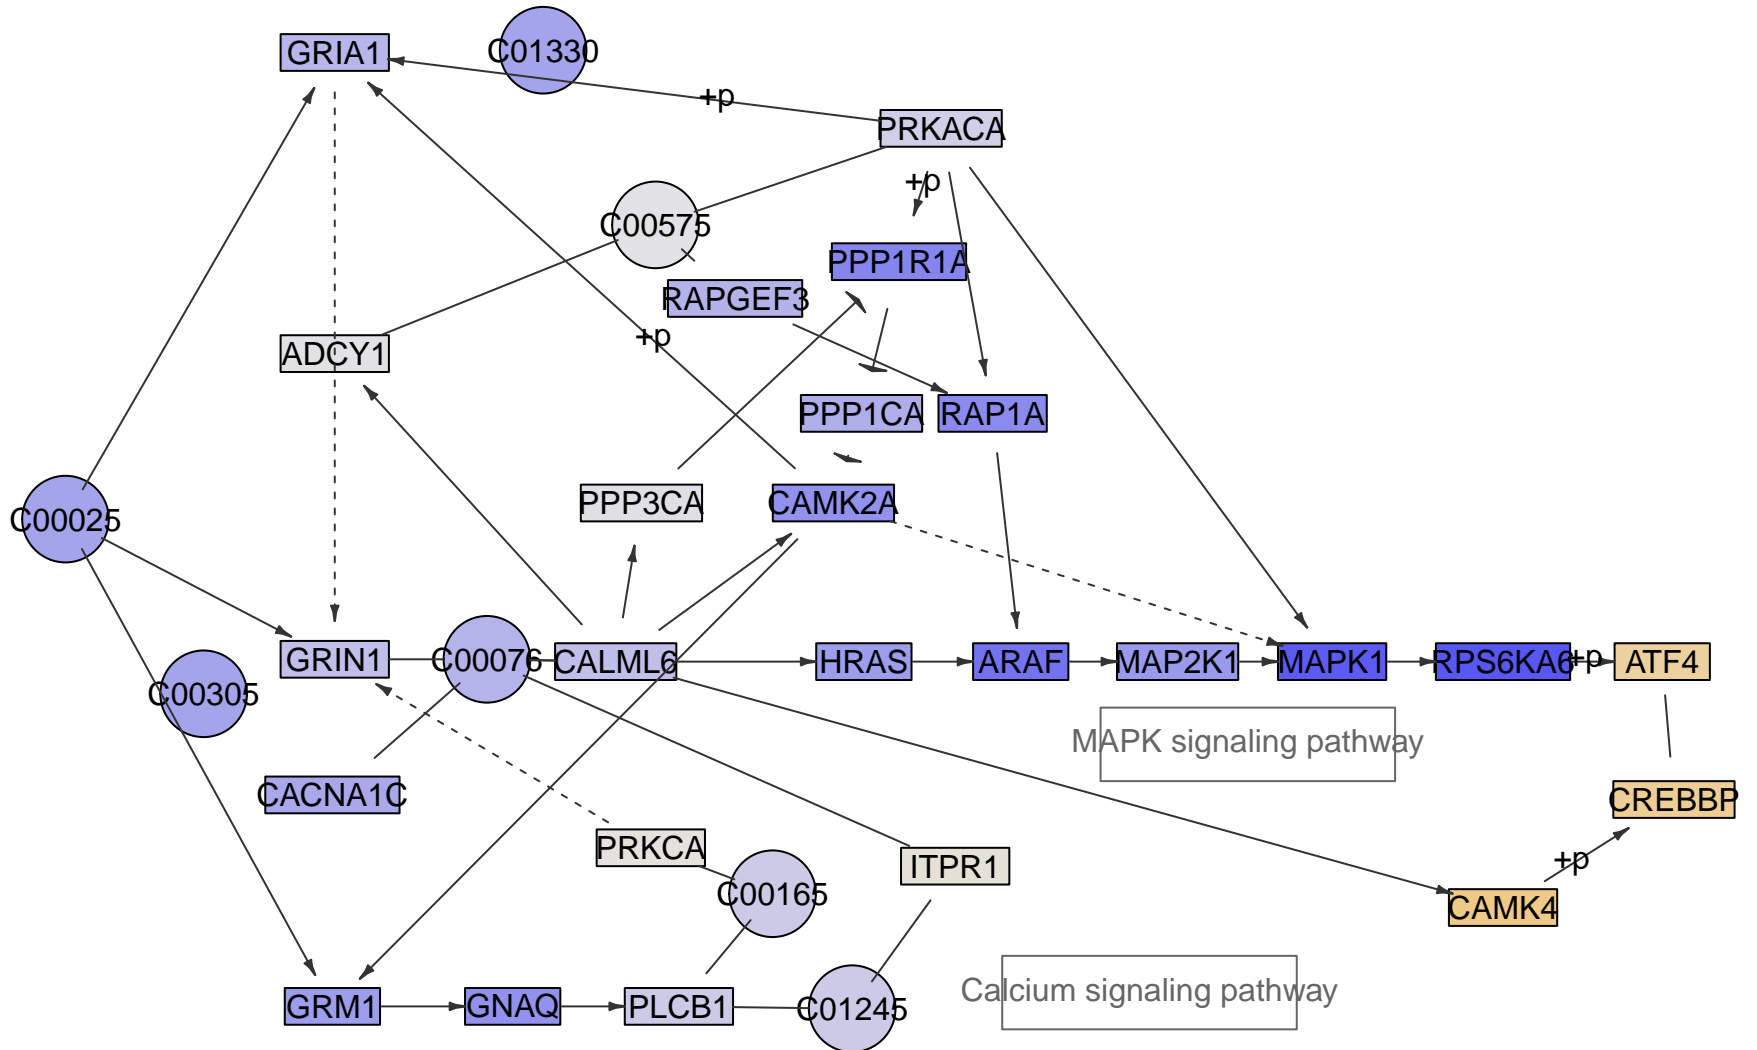 GRIA1
C01330
+p
PRKACA
+p
C00575
PPP1R1A
RAPGEF3
+p
ADCY1
PPP1CA
RAP1A
PPP3CA
CAMK2A
C00025
GRIN1
C00076
CALML6
HRAS
ARAF
MAP2K1
MAPK1
RPS6KA6
+p
ATF4
C00305
MAPK signaling pathway
CACNA1C
CREBBP
PRKCA
ITPR1
+p
C00165
CAMK4
Calcium signaling pathway
GRM1
GNAQ
PLCB1
C01245